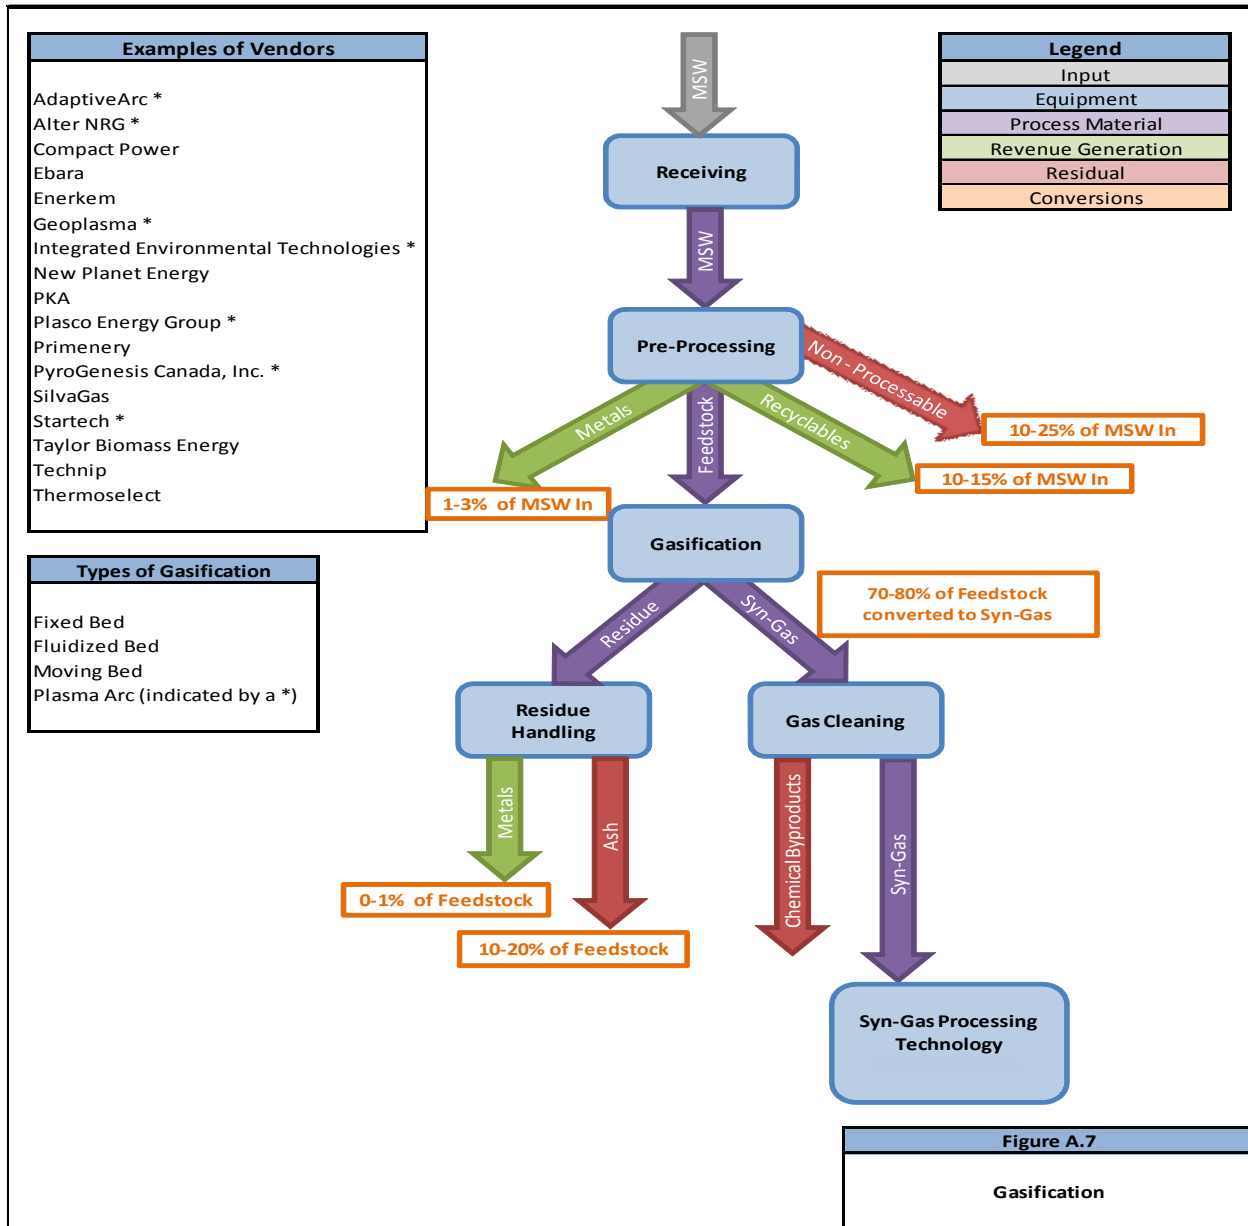 Examples of Vendors
AdaptiveArc *
Alter NRG *
Compact Power
Ebara
Enerkem
Geoplasma *
Integrated Environmental Technologies *
New Planet Energy
PKA
Plasco Energy Group *
Primenery
PyroGenesis Canada, Inc. *
SilvaGas
Startech *
Taylor Biomass Energy
Technip
Thermoselect
Types of Gasification
Fixed Bed
Fluidized Bed
Moving Bed
Plasma Arc (indicated by a *)
Legend
Input
Equipment
Process Material
Revenue Generation
Residual
Conversions
MSW
Receiving
MSW
Pre-Processing
Non - Processable
10-25% of MSW In
Metals
Feedstock
Recyclables
10-15% of MSW In
1-3% of MSW In
Gasification
70-80% of Feedstock
converted to Syn-Gas
Residue
Syn-Gas
Residue
Handling
Gas Cleaning
Metals
Ash
Chemical Byproducts
Syn-Gas
0-1% of Feedstock
10-20% of Feedstock
Syn-Gas Processing
Technology
Figure A.7
Gasification